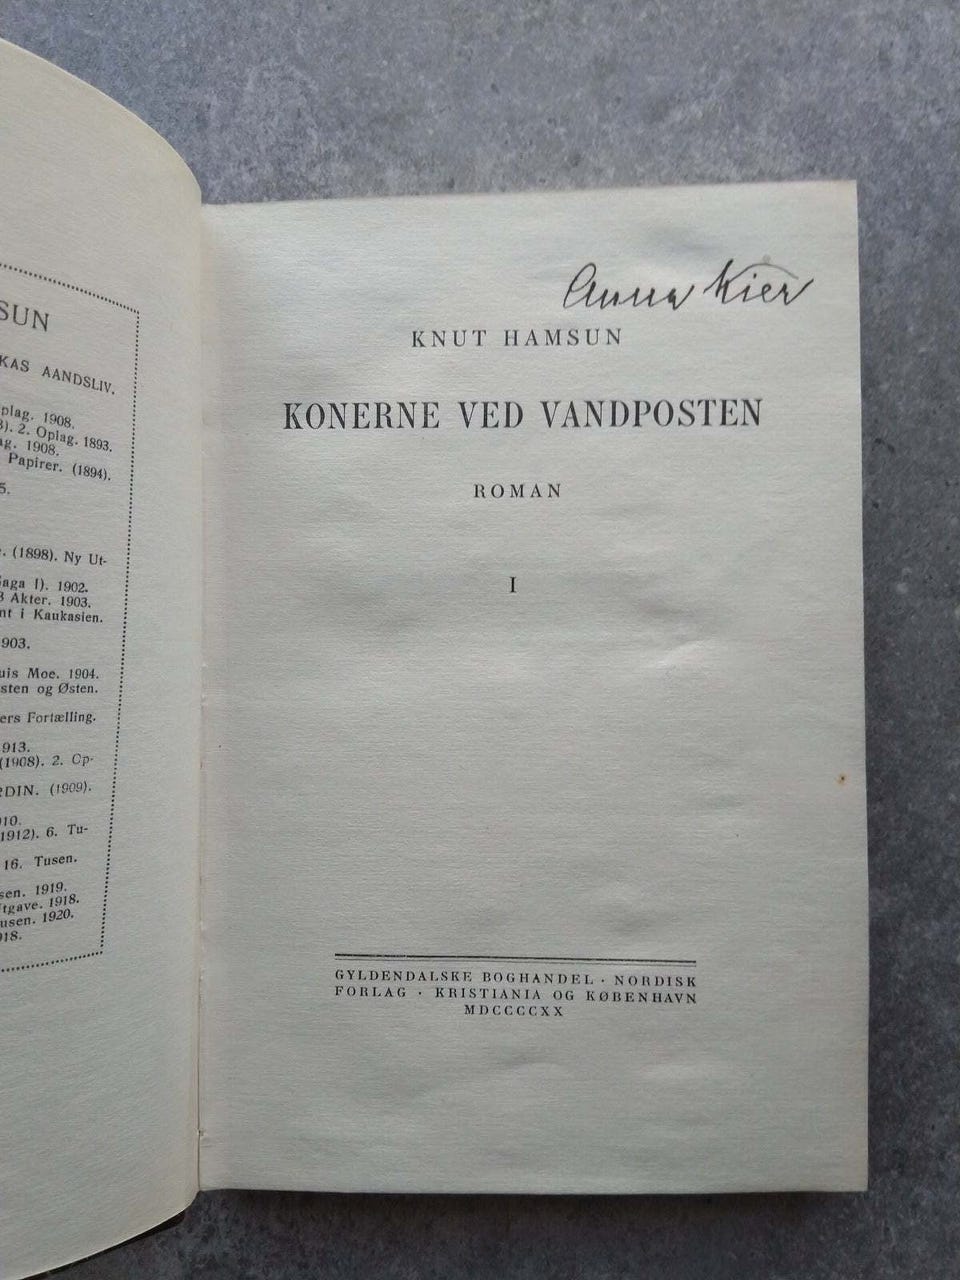 SUN
KAS AANDSLIV.
plag. 1908.
3). 2. Oplag. 1893.
ag. 1908.
Papirer. (1894).
5.
. (1898). Ny Ut-
aga I). 1902.
3 Akter. 1903.
nt i Kaukasien.
903.
uis Moe. 1904.
sten og Østen.
ers Fortælling.
913.
(1908). 2. Op-
RDIN. (1909).
910.
1912). 6. Tu-
16. Tusen.
sen. 1919.
tgave. 1918.
usen. 1920.
918.
Anna Kier
KNUT HAMSUN
KONERNE VED VANDPOSTEN
ROMAN
I
GYLDENDALSKE BOGHANDEL · NORDISK
FORLAG · KRISTIANIA OG KØBENHAVN
MDCCCCXX